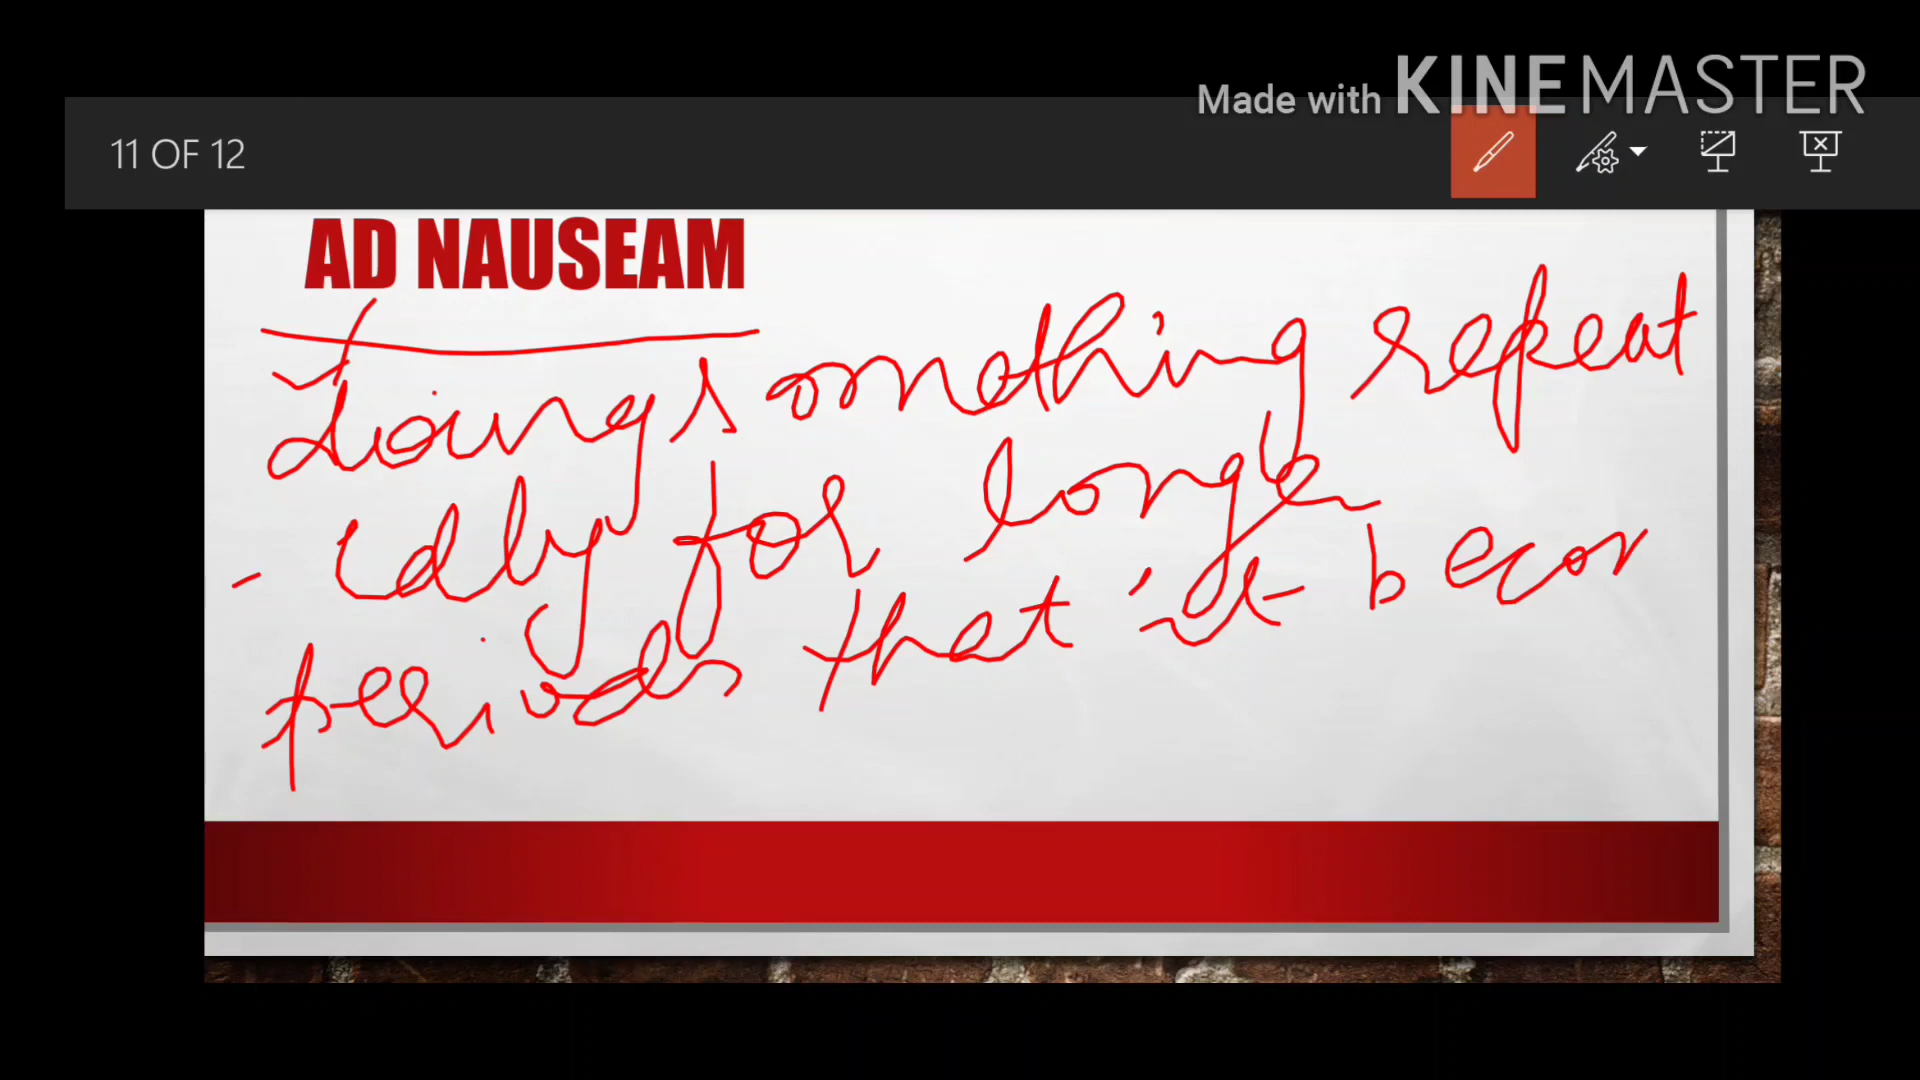 Made with KINEMASTER
11 OF 12
AD NAUSEAM
Doing something repeat
- edly for longer
periods that it becom